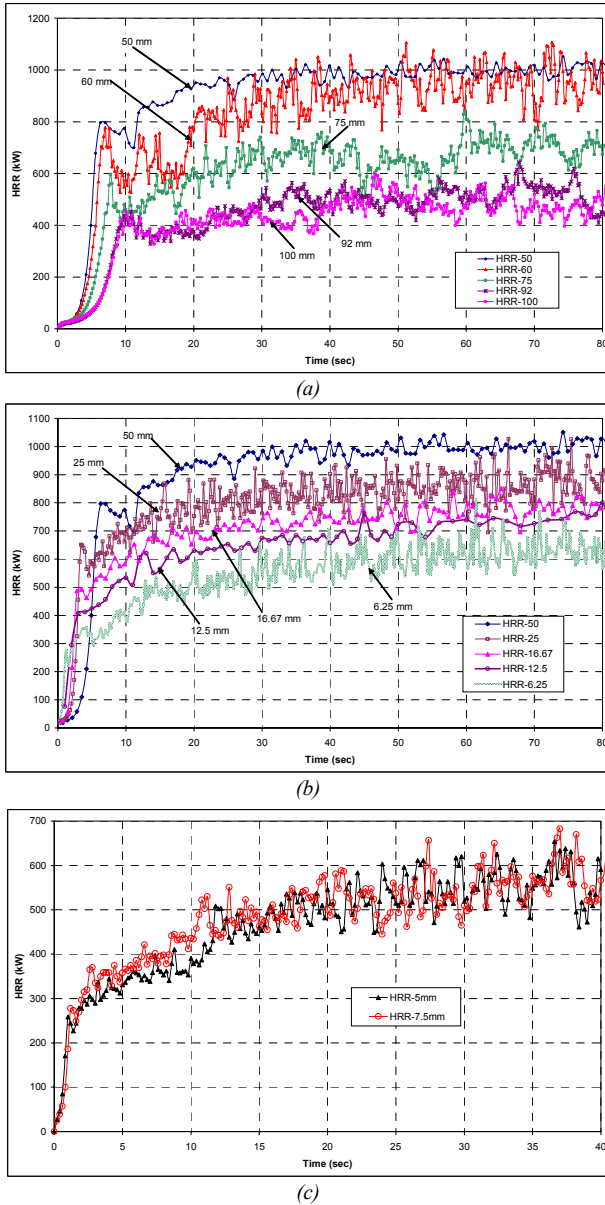 1200
1000
800
600
400
200
0
HRR (kW)
50 mm
60 mm
75 mm
92 mm
100 mm
HRR-50
HRR-60
HRR-75
HRR-92
HRR-100
0 10 20 30 40 50 60 70 80
Time (sec)
(a)
1100
1000
900
800
700
600
500
400
300
200
100
0
HRR (kW)
50 mm
25 mm
16.67 mm
12.5 mm
6.25 mm
HRR-50
HRR-25
HRR-16.67
HRR-12.5
HRR-6.25
0 10 20 30 40 50 60 70 80
Time (sec)
(b)
700
600
500
400
300
200
100
0
HRR (kW)
HRR-5mm
HRR-7.5mm
0 5 10 15 20 25 30 35 40
Time (sec)
(c)